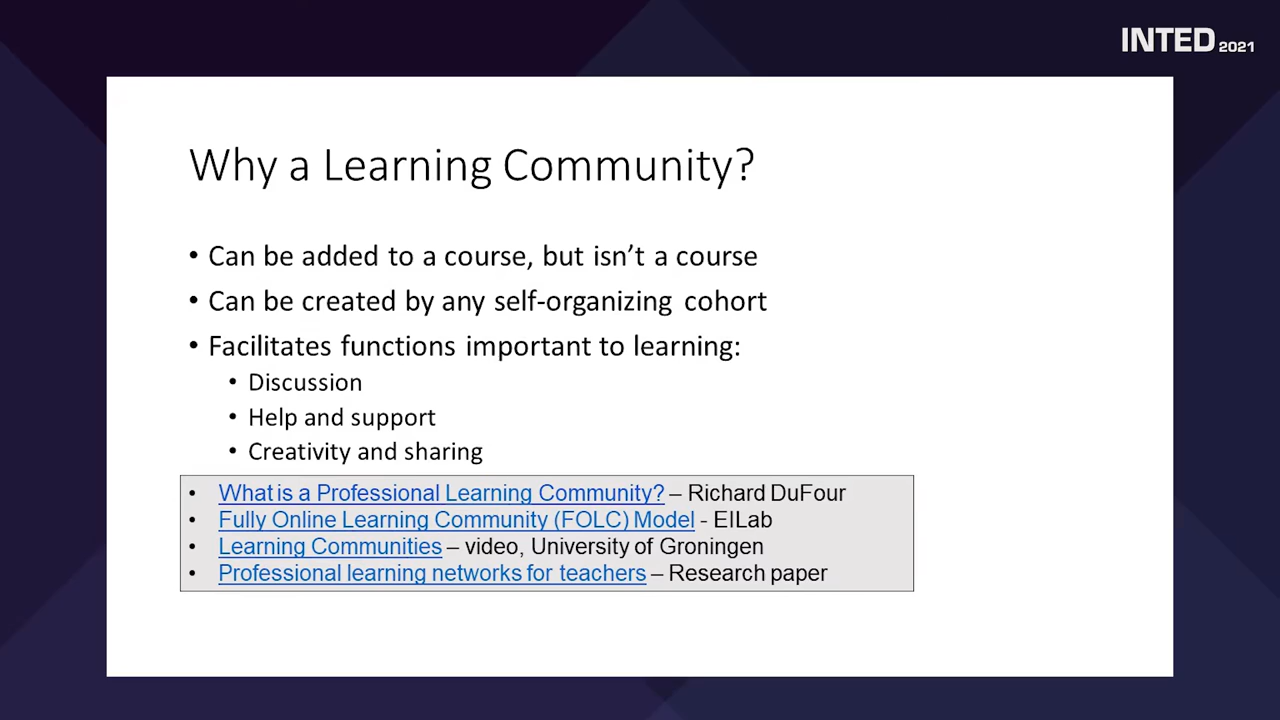 INTED 2021
Why a Learning Community?
• Can be added to a course, but isn’t a course
• Can be created by any self-organizing cohort
• Facilitates functions important to learning:
• Discussion
• Help and support
• Creativity and sharing
• What is a Professional Learning Community? – Richard DuFour
• Fully Online Learning Community (FOLC) Model - EILab
• Learning Communities – video, University of Groningen
• Professional learning networks for teachers – Research paper